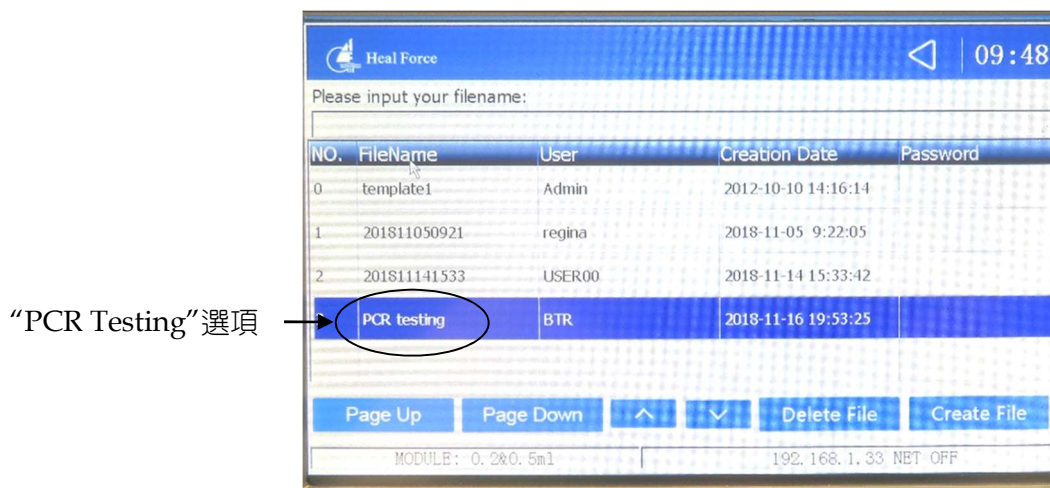 Heal Force
09:48
Please input your filename:
NO. FileName User Creation Date Password
0 template1 Admin 2012-10-10 14:16:14
1 201811050921 regina 2018-11-05 9:22:05
2 201811141533 USER00 2018-11-14 15:33:42
“PCR Testing”選項
PCR testing BTR 2018-11-16 19:53:25
Page Up Page Down Delete File Create File
MODULE: 0.2&0.5ml 192.168.1.33 NET OFF